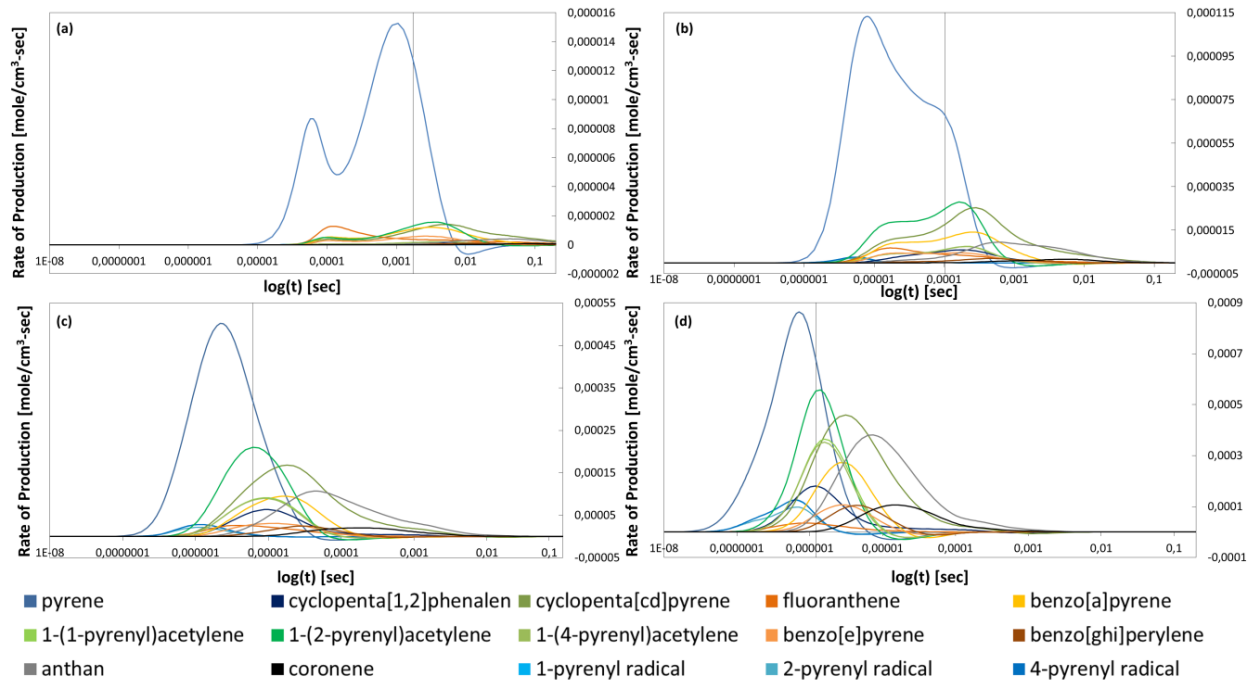 (a)
Rate of Production [mole/cm³-sec]
0,000016
0,000014
0,000012
0,00001
0,000008
0,000006
0,000004
0,000002
0
-0,000002
1E-08 0,0000001 0,000001 0,00001 0,0001 0,001 0,01 0,1
log(t) [sec]
(b)
Rate of Production [mole/cm³-sec]
0,000115
0,000095
0,000075
0,000055
0,000035
0,000015
-0,000005
1E-08 0,0000001 0,000001 0,00001 0,0001 0,001 0,01 0,1
log(t) [sec]
(c)
Rate of Production [mole/cm³-sec]
0,00055
0,00045
0,00035
0,00025
0,00015
0,00005
-0,00005
1E-08 0,0000001 0,000001 0,00001 0,0001 0,001 0,01 0,1
log(t) [sec]
(d)
Rate of Production [mole/cm³-sec]
0,0009
0,0007
0,0005
0,0003
0,0001
-0,0001
1E-08 0,0000001 0,000001 0,00001 0,0001 0,001 0,01 0,1
log(t) [sec]
pyrene cyclopenta[1,2]phenalen cyclopenta[cd]pyrene fluoranthene benzo[a]pyrene
1-(1-pyrenyl)acetylene 1-(2-pyrenyl)acetylene 1-(4-pyrenyl)acetylene benzo[e]pyrene benzo[ghi]perylene
anthan coronene 1-pyrenyl radical 2-pyrenyl radical 4-pyrenyl radical